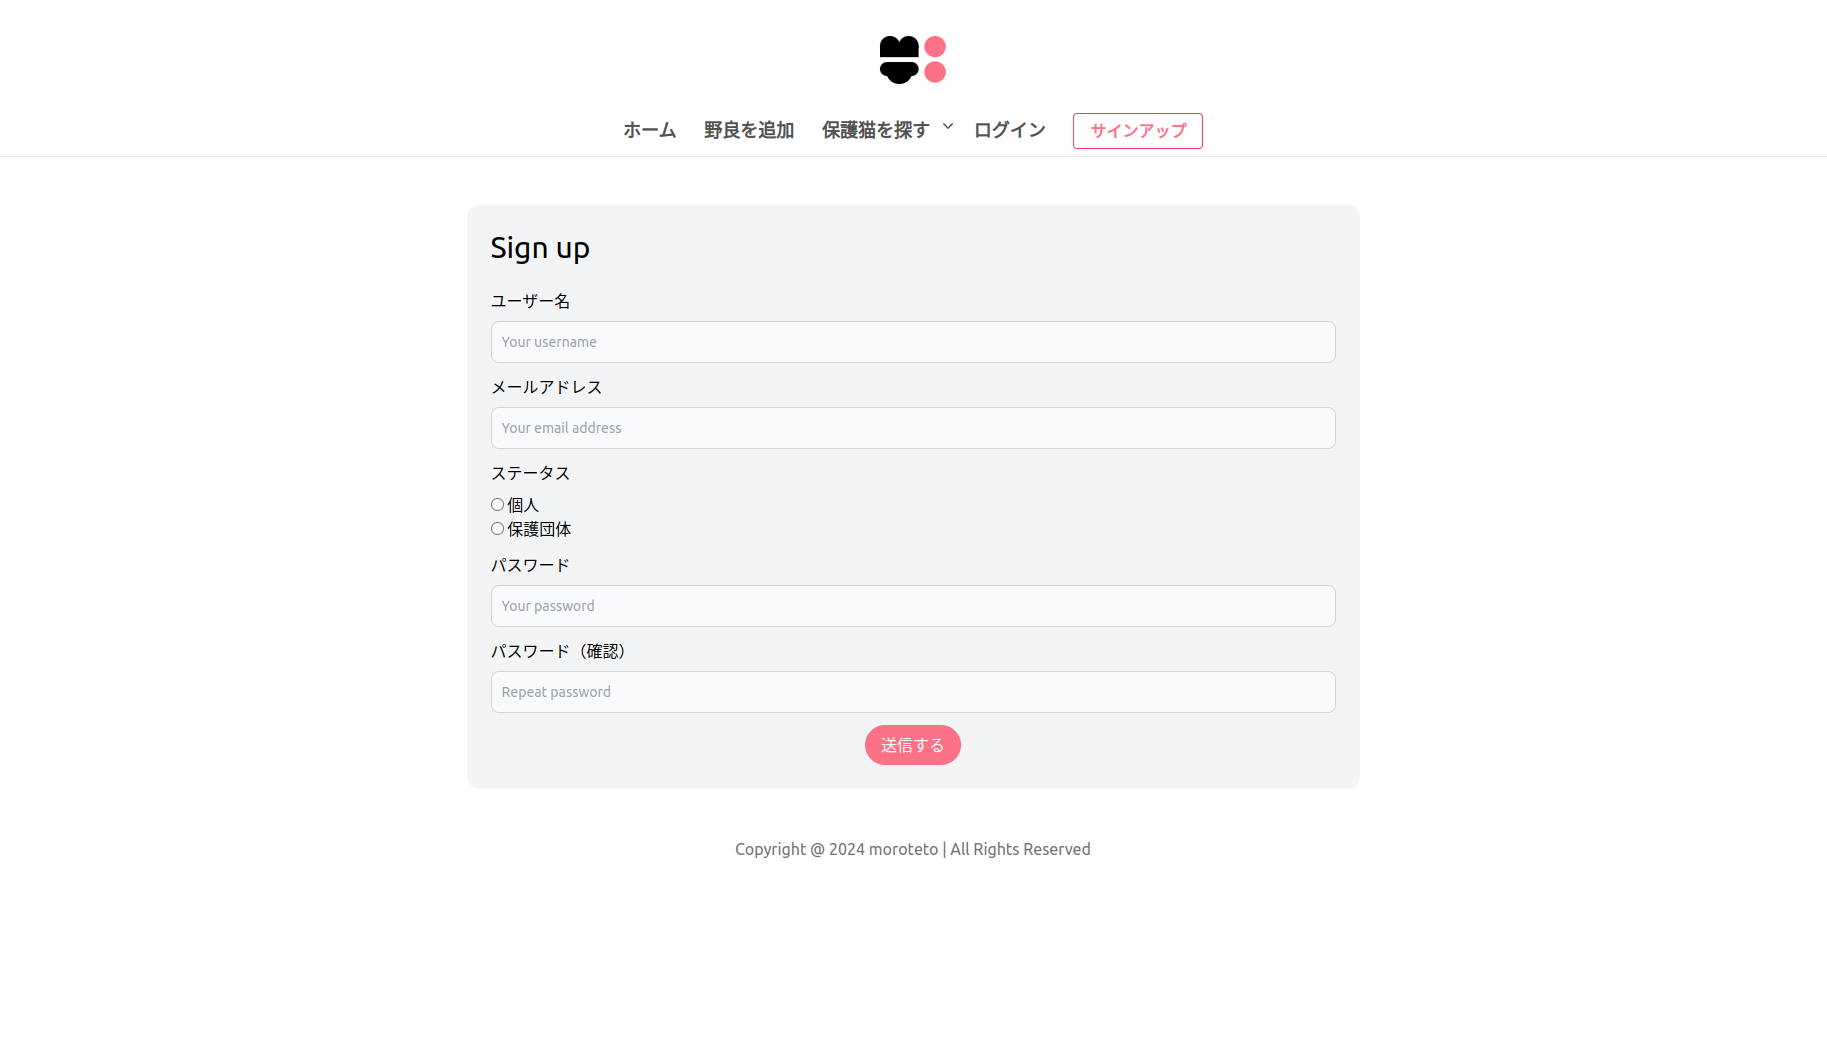 ホーム 野良を追加 保護猫を探す ログイン サインアップ
Sign up
ユーザー名
Your username
メールアドレス
Your email address
ステータス
個人
保護団体
パスワード
Your password
パスワード（確認）
Repeat password
送信する
Copyright @ 2024 moroteto | All Rights Reserved